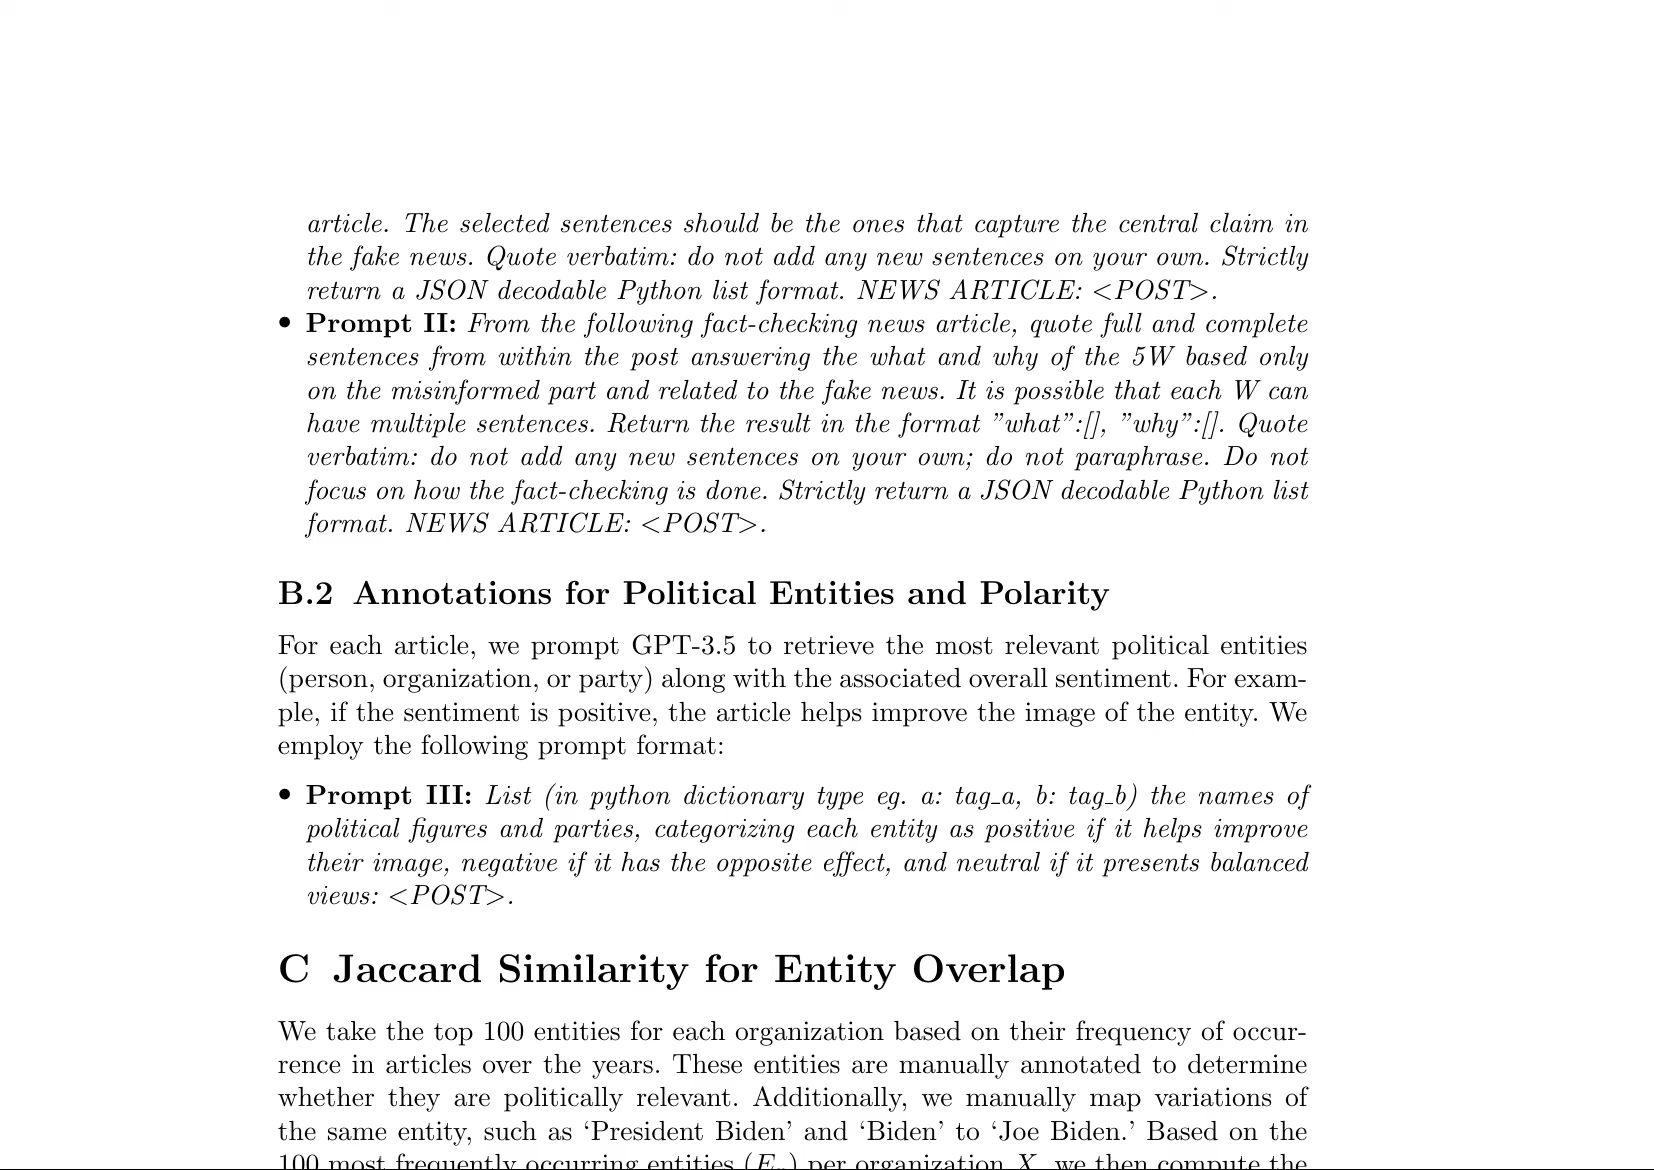 article. The selected sentences should be the ones that capture the central claim in
the fake news. Quote verbatim: do not add any new sentences on your own. Strictly
return a JSON decodable Python list format. NEWS ARTICLE: <POST>.
• Prompt II: From the following fact-checking news article, quote full and complete
sentences from within the post answering the what and why of the 5W based only
on the misinformed part and related to the fake news. It is possible that each W can
have multiple sentences. Return the result in the format ”what”:[], ”why”:[]. Quote
verbatim: do not add any new sentences on your own; do not paraphrase. Do not
focus on how the fact-checking is done. Strictly return a JSON decodable Python list
format. NEWS ARTICLE: <POST>.
B.2 Annotations for Political Entities and Polarity
For each article, we prompt GPT-3.5 to retrieve the most relevant political entities
(person, organization, or party) along with the associated overall sentiment. For exam-
ple, if the sentiment is positive, the article helps improve the image of the entity. We
employ the following prompt format:
• Prompt III: List (in python dictionary type eg. a: tag_a, b: tag_b) the names of
political figures and parties, categorizing each entity as positive if it helps improve
their image, negative if it has the opposite effect, and neutral if it presents balanced
views: <POST>.
C Jaccard Similarity for Entity Overlap
We take the top 100 entities for each organization based on their frequency of occur-
rence in articles over the years. These entities are manually annotated to determine
whether they are politically relevant. Additionally, we manually map variations of
the same entity, such as ‘President Biden’ and ‘Biden’ to ‘Joe Biden.’ Based on the
100 most frequently occurring entities (E_x) per organization X, we then compute the